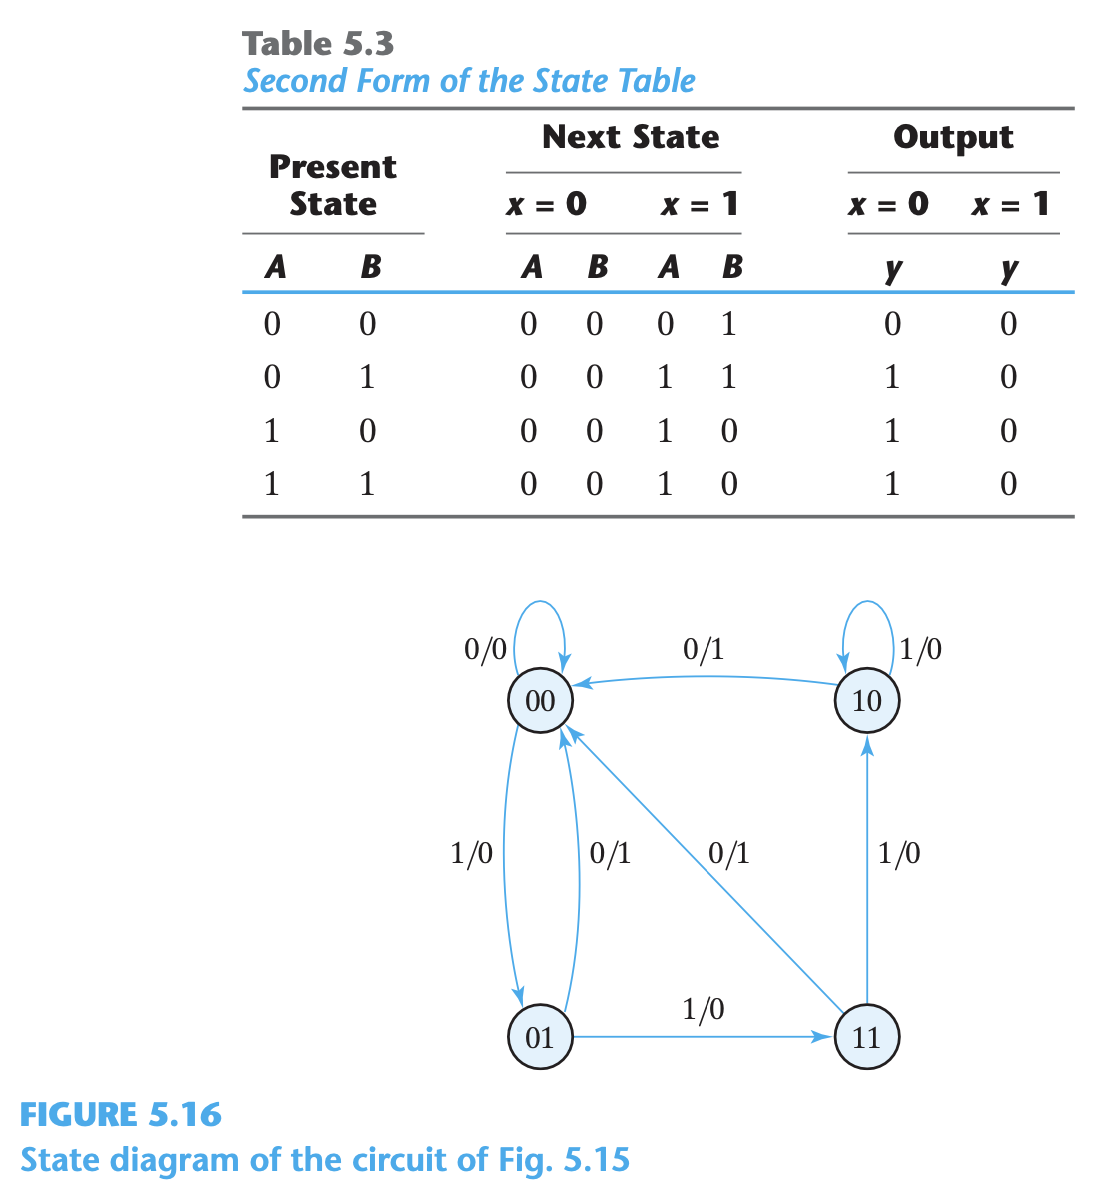 Table 5.3
Second Form of the State Table
Present State Next State Output
x = 0 x = 1 x = 0 x = 1
A B A B A B y y
0 0 0 0 0 1 0 0
0 1 0 0 1 1 1 0
1 0 0 0 1 0 1 0
1 1 0 0 1 0 1 0
0/0 0/1 1/0
00 10
1/0 0/1 0/1 1/0
1/0
01 11
FIGURE 5.16
State diagram of the circuit of Fig. 5.15